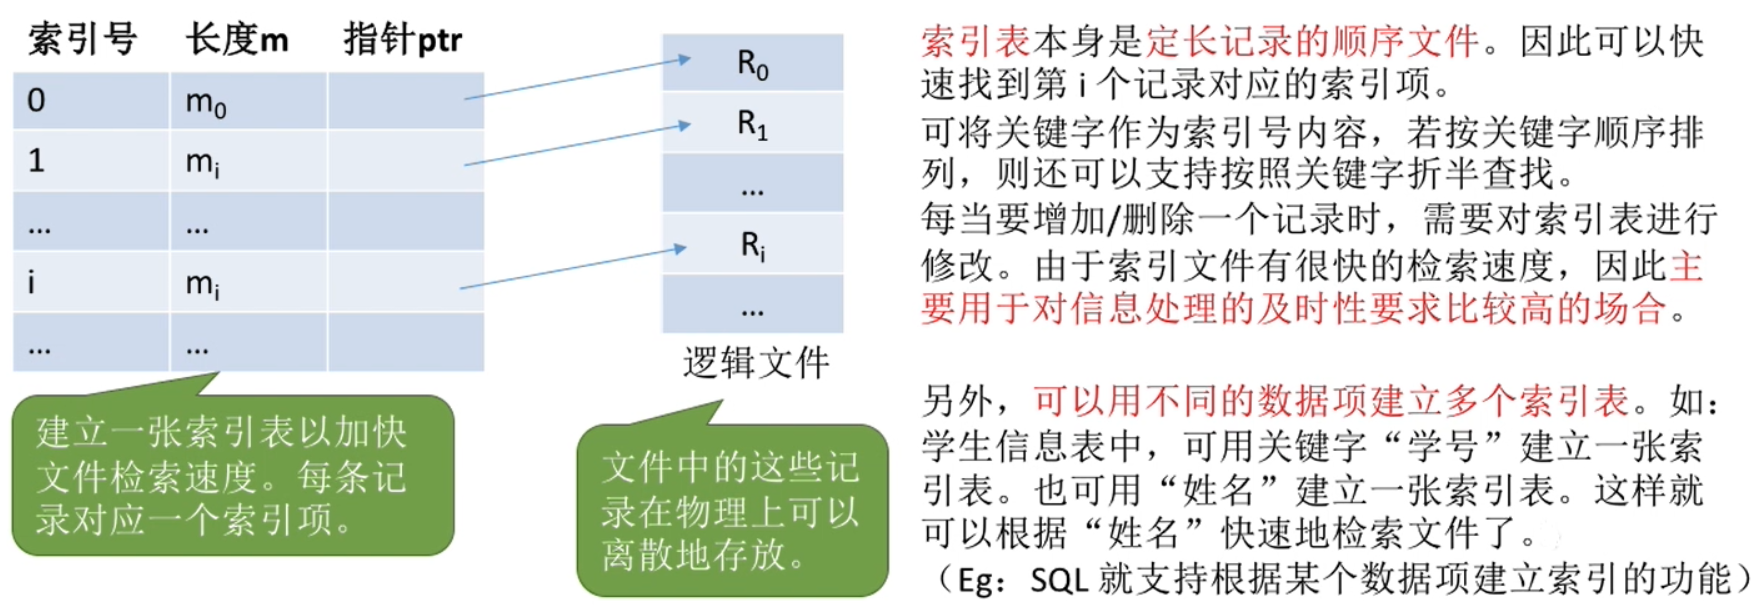 索引号 长度m 指针ptr
0 m0
1 mi
... ...
i mi
... ...
R0
R1
...
Ri
...
逻辑文件
建立一张索引表以加快
文件检索速度。每条记
录对应一个索引项。
文件中的这些记
录在物理上可以
离散地存放。
索引表本身是定长记录的顺序文件。因此可以快
速找到第 i 个记录对应的索引项。
可将关键字作为索引号内容，若按关键字顺序排
列，则还可以支持按照关键字折半查找。
每当要增加/删除一个记录时，需要对索引表进行
修改。由于索引文件有很快的检索速度，因此主
要用于对信息处理的及时性要求比较高的场合。
另外，可以用不同的数据项建立多个索引表。如：
学生信息表中，可用关键字“学号”建立一张索
引表。也可用“姓名”建立一张索引表。这样就
可以根据“姓名”快速地检索文件了。
（Eg：SQL 就支持根据某个数据项建立索引的功能）